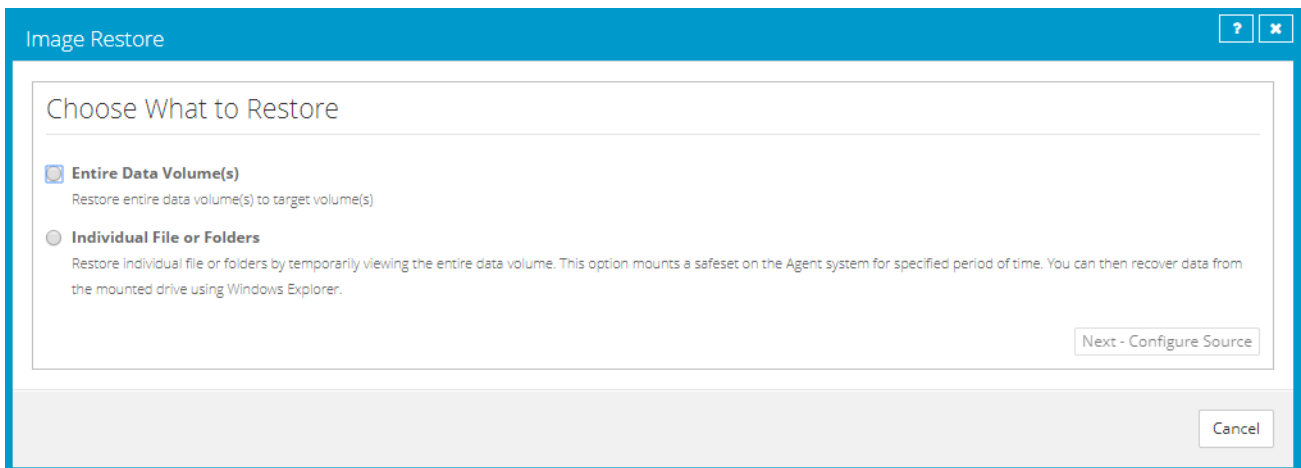 Image Restore
?
Choose What to Restore
Entire Data Volume(s)
Restore entire data volume(s) to target volume(s)
Individual File or Folders
Restore individual file or folders by temporarily viewing the entire data volume. This option mounts a safeset on the Agent system for specified period of time. You can then recover data from
the mounted drive using Windows Explorer.
Next - Configure Source
Cancel